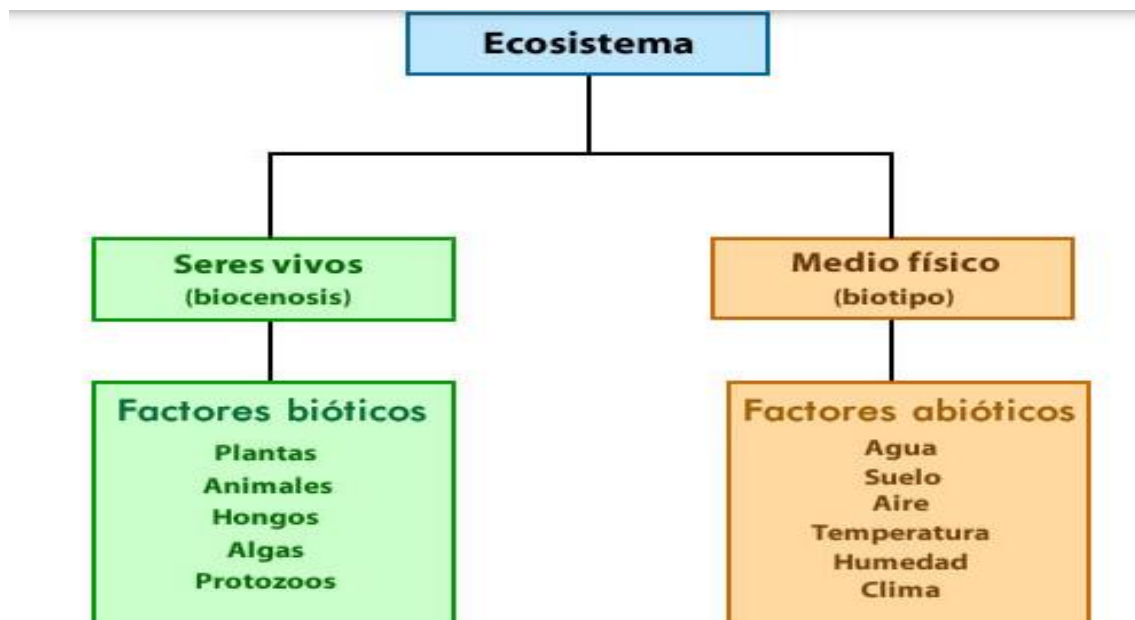 Ecosistema
Seres vivos
(biocenosis)
Medio físico
(biotipo)
Factores bióticos
Plantas
Animales
Hongos
Algas
Protozoos
Factores abióticos
Agua
Suelo
Aire
Temperatura
Humedad
Clima